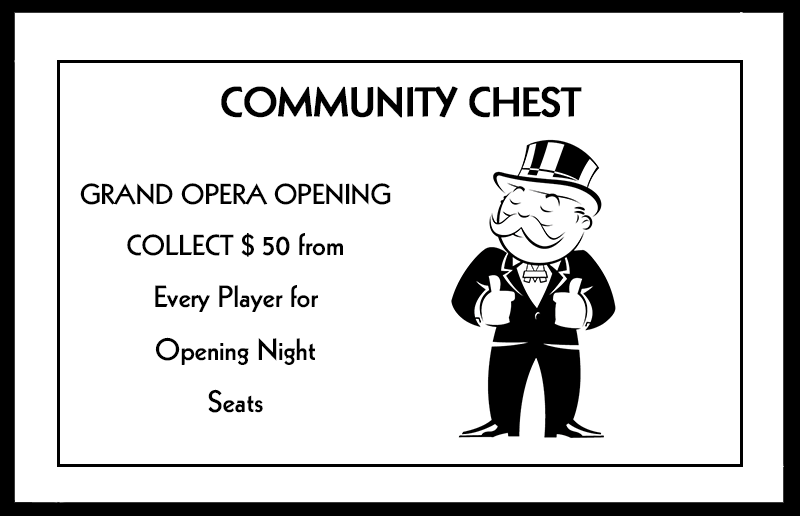 COMMUNITY CHEST
GRAND OPERA OPENING
COLLECT $ 50 from
Every Player for
Opening Night
Seats